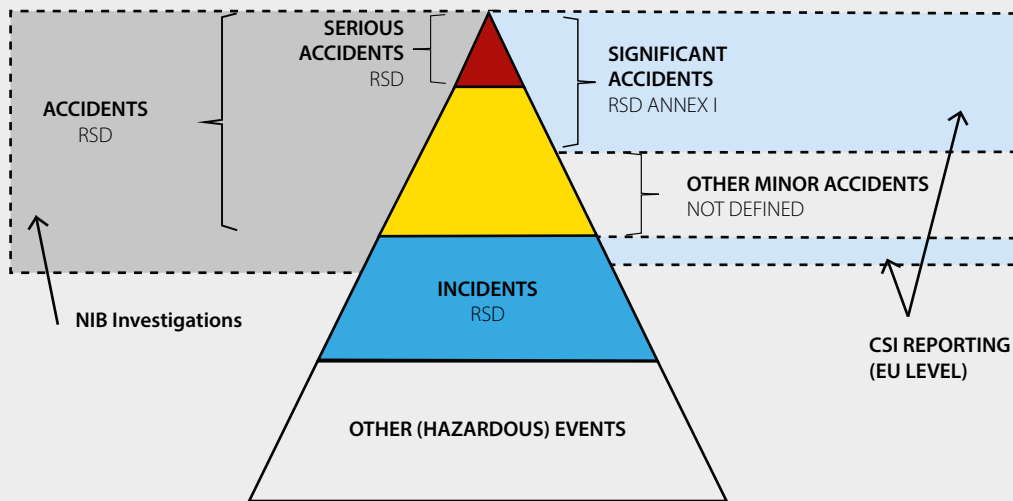 SERIOUS
ACCIDENTS
RSD
SIGNIFICANT
ACCIDENTS
RSD ANNEX I
ACCIDENTS
RSD
OTHER MINOR ACCIDENTS
NOT DEFINED
INCIDENTS
RSD
NIB Investigations
CSI REPORTING
(EU LEVEL)
OTHER (HAZARDOUS) EVENTS